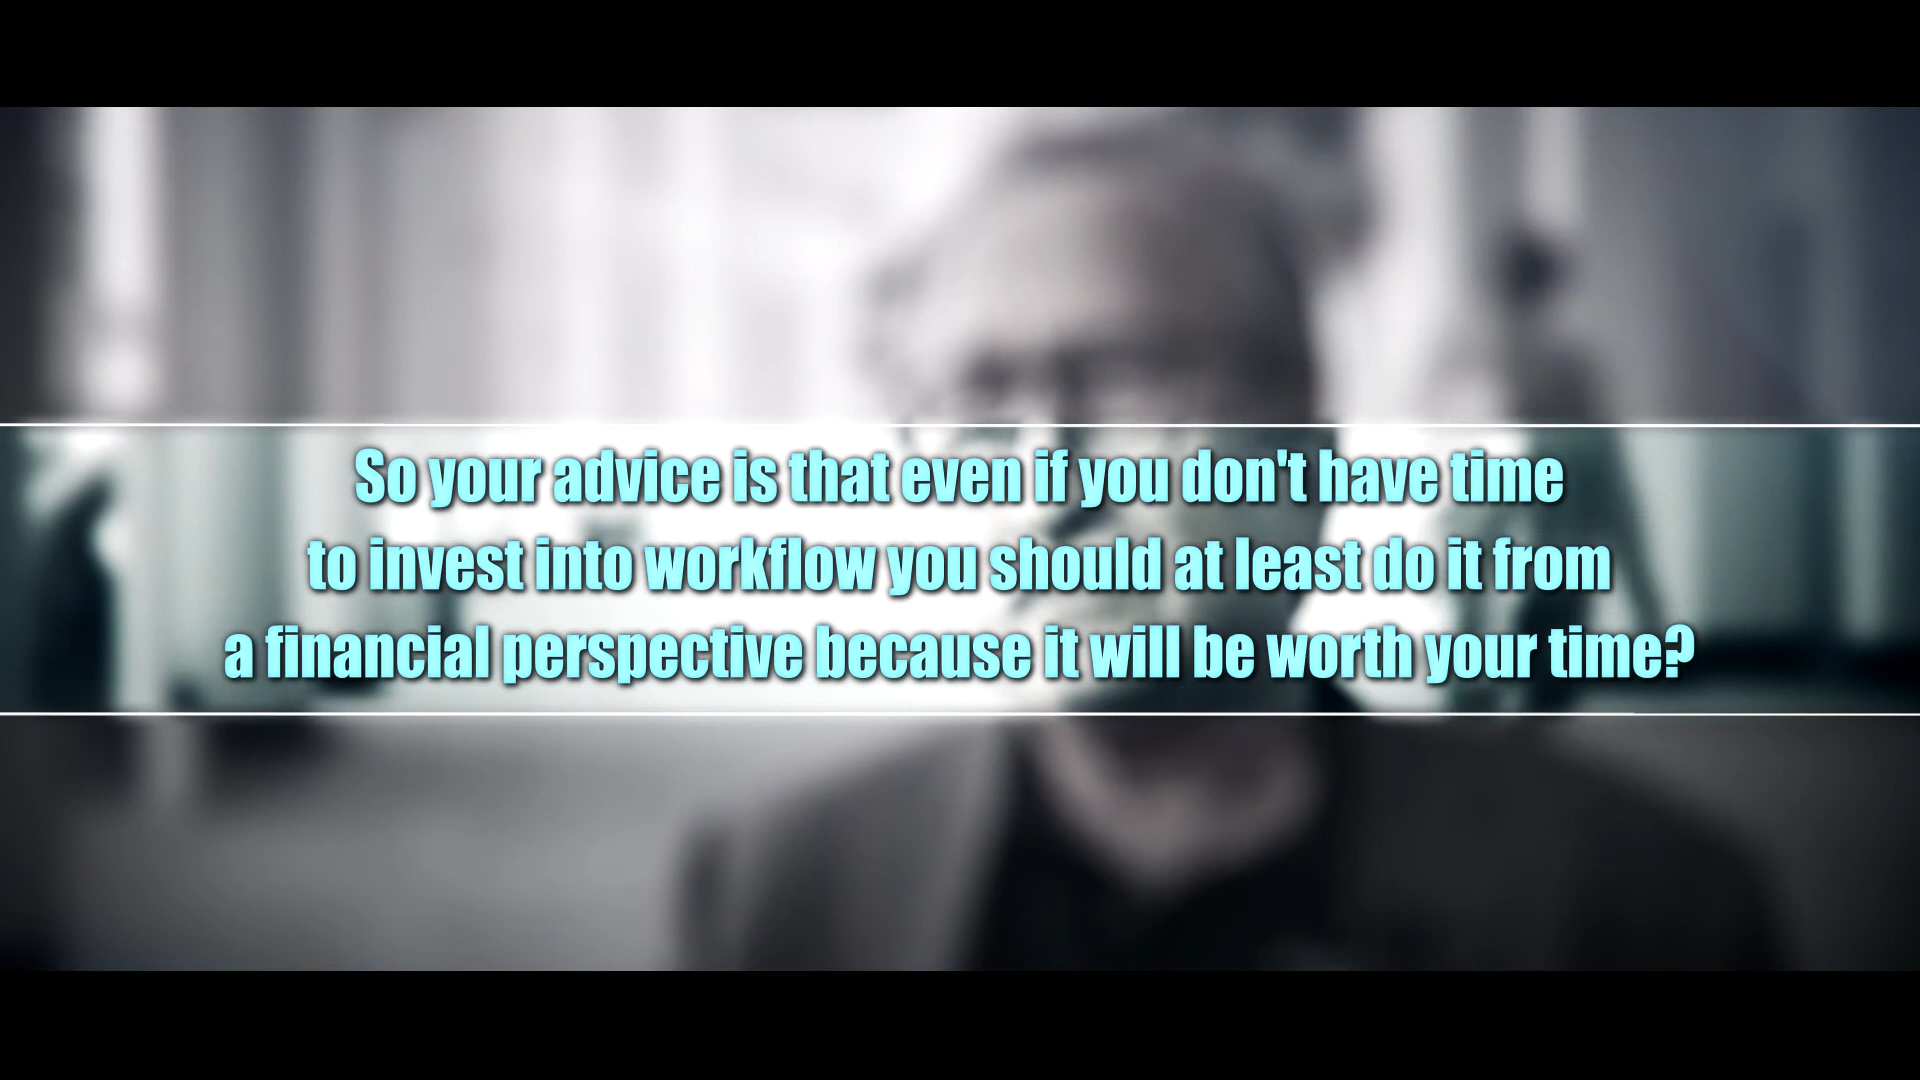 So your advice is that even if you don't have time
to invest into workflow you should at least do it from
a financial perspective because it will be worth your time?